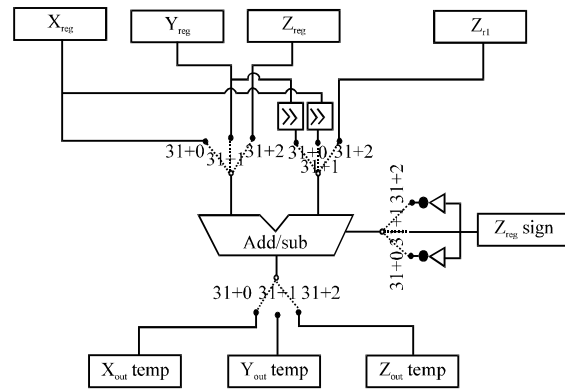 X_reg Y_reg Z_reg Z_r1
>> >>
31+0 31+1 31+2 31+0 31+1 31+2
31+2
31+1
31+0
Z_reg sign
Add/sub
31+0 31+1 31+2
X_out temp Y_out temp Z_out temp